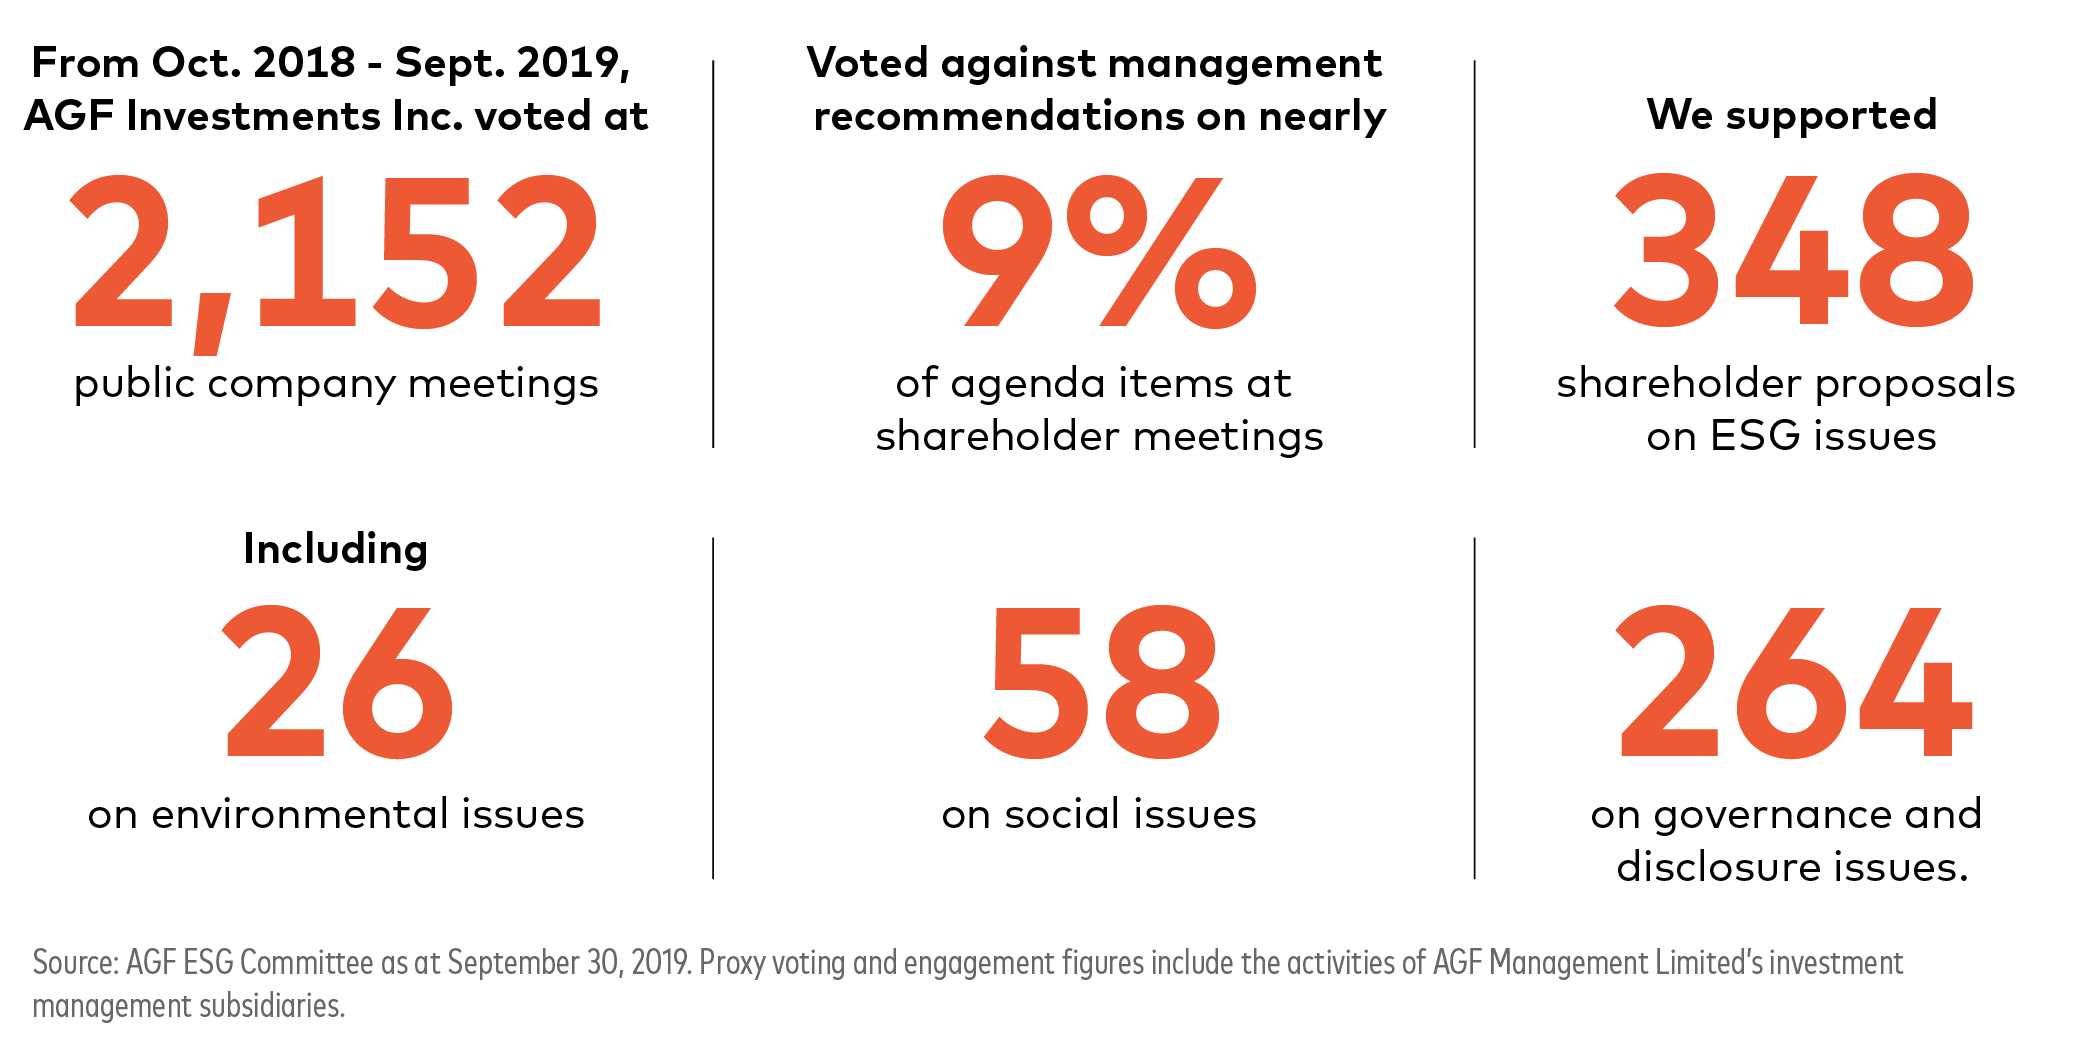 From Oct. 2018 - Sept. 2019,
AGF Investments Inc. voted at
2,152
public company meetings
Voted against management
recommendations on nearly
9%
of agenda items at
shareholder meetings
We supported
348
shareholder proposals
on ESG issues
Including
26
on environmental issues
58
on social issues
264
on governance and
disclosure issues.
Source: AGF ESG Committee as at September 30, 2019. Proxy voting and engagement figures include the activities of AGF Management Limited’s investment
management subsidiaries.